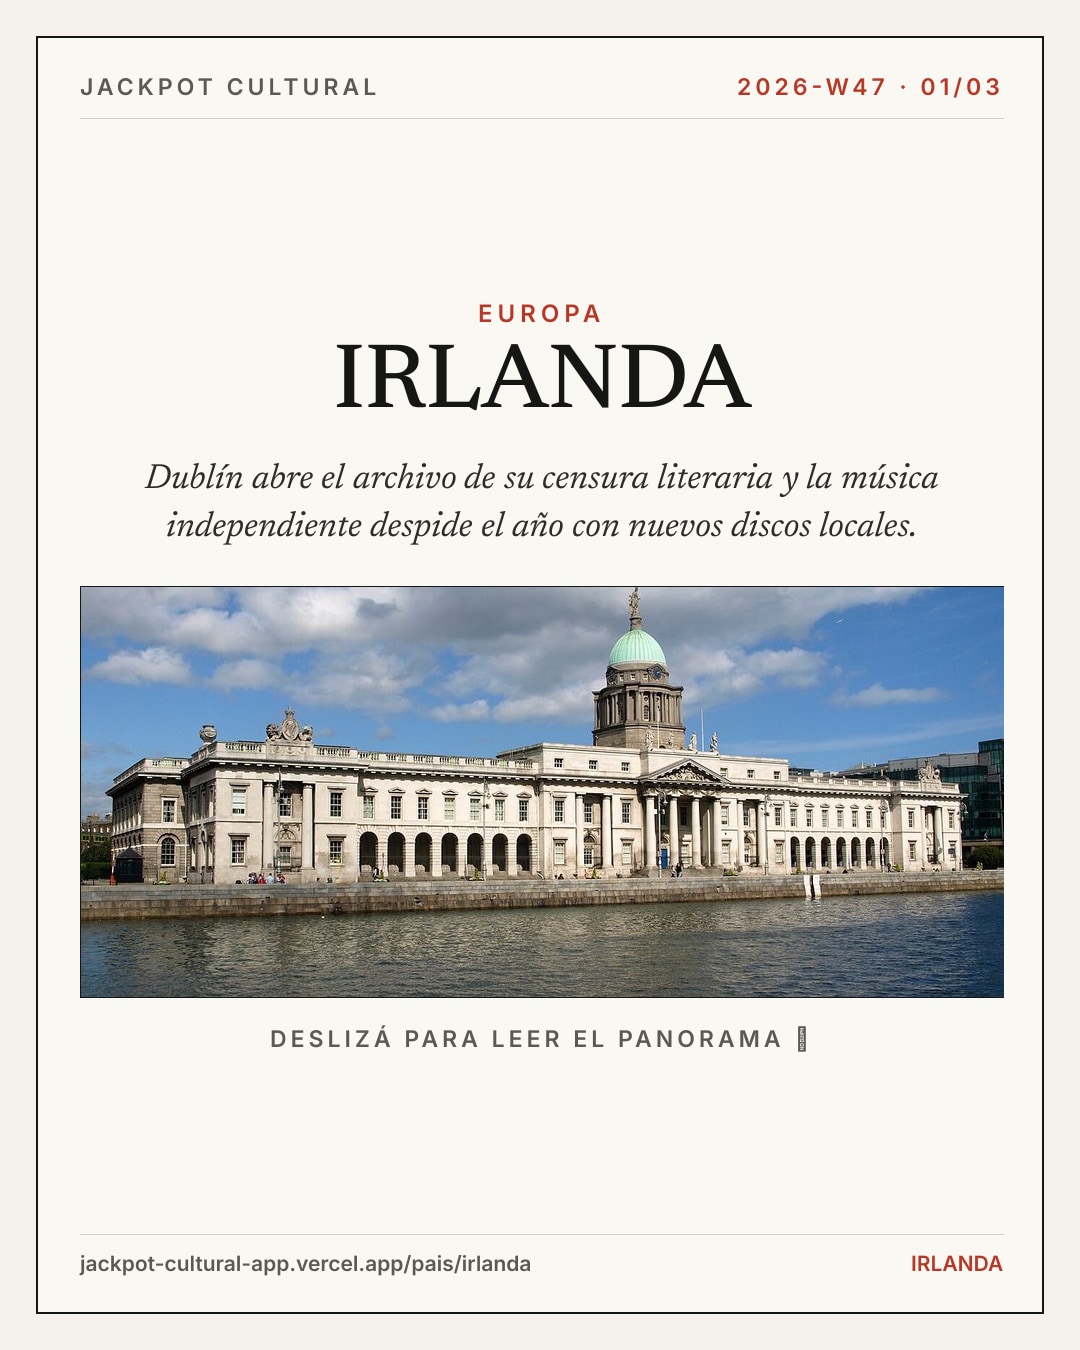 JACKPOT CULTURAL
2026-W47 · 01/03
EUROPA
IRLANDA
Dublín abre el archivo de su censura literaria y la música
independiente despide el año con nuevos discos locales.
DESLIZÁ PARA LEER EL PANORAMA
jackpot-cultural-app.vercel.app/pais/irlanda
IRLANDA